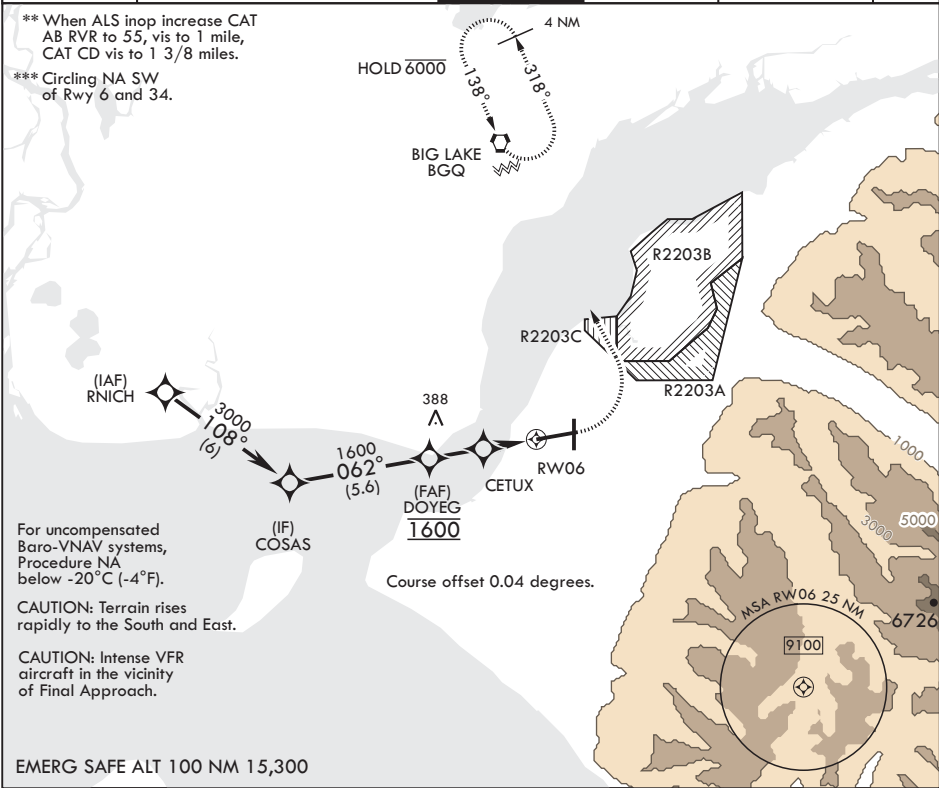 ** When ALS inop increase CAT
AB RVR to 55, vis to 1 mile,
CAT CD vis to 1 3/8 miles.
*** Circling NA SW
of Rwy 6 and 34.
4 NM
HOLD 6000
138°
318°
BIG LAKE
BGQ
R2203B
R2203C
R2203A
(IAF)
RNICH
3000
108°
(6)
388
1600
062°
(5.6)
RW06
CETUX
(FAF)
DOYEG
1600
(IF)
COSAS
1000
3000
5000
6726
For uncompensated
Baro-VNAV systems,
Procedure NA
below -20°C (-4°F).
Course offset 0.04 degrees.
CAUTION: Terrain rises
rapidly to the South and East.
CAUTION: Intense VFR
aircraft in the vicinity
of Final Approach.
MSA RW06 25 NM
9100
EMERG SAFE ALT 100 NM 15,300